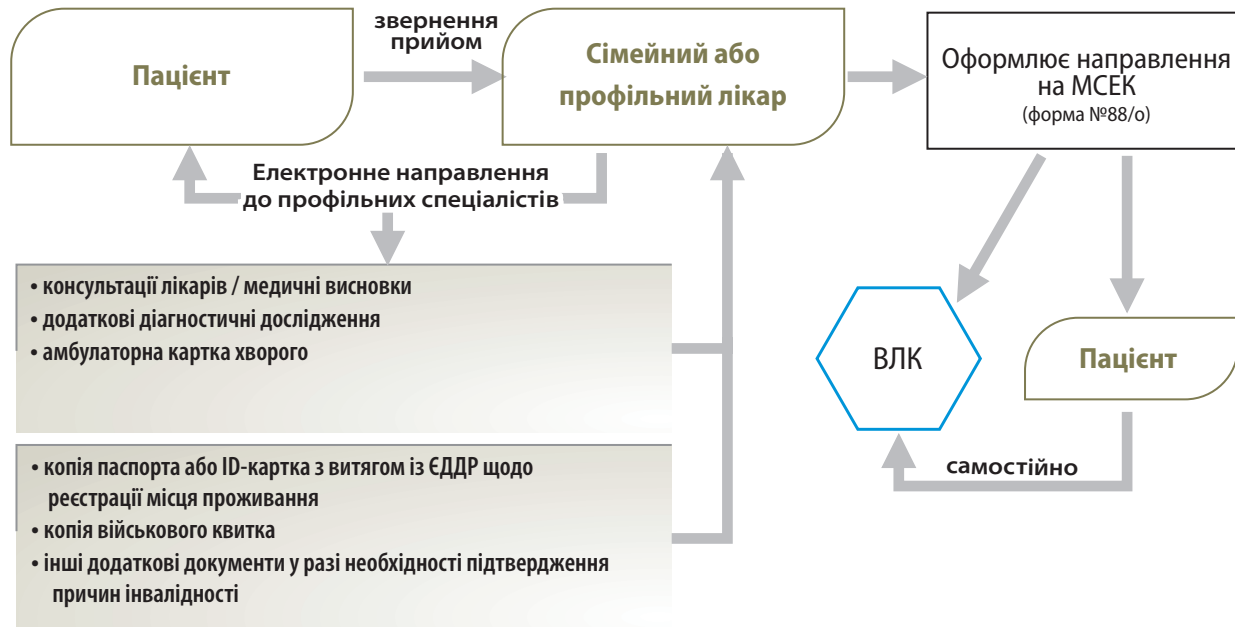 Пацієнт
звернення
прийом
Сімейний або
профільний лікар
Оформлює направлення
на МСЕК
(форма №88/о)
Електронне направлення
до профільних спеціалістів
• консультації лікарів / медичні висновки
• додаткові діагностичні дослідження
• амбулаторна картка хворого
ВЛК
Пацієнт
самостійно
• копія паспорта або ID-картка з витягом із ЄДДР щодо
реєстрації місця проживання
• копія військового квитка
• інші додаткові документи у разі необхідності підтвердження
причин інвалідності